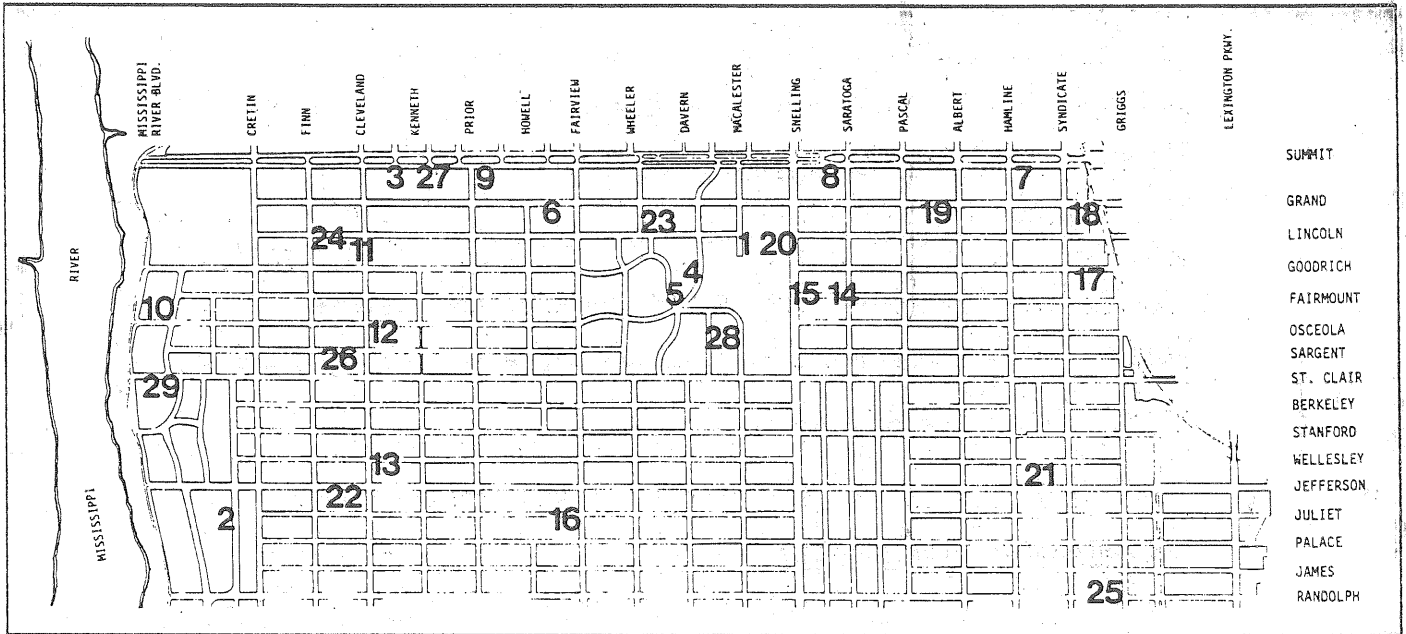 MISSISSIPPI
RIVER BLVD.
CRETIN
FINN
CLEVELAND
KENNETH
PRIOR
HOWELL
FAIRVIEW
WHEELER
DAVERN
MACALESTER
SNELLING
SARATOGA
PASCAL
ALBERT
HAMLINE
SYNDICATE
GRIGGS
LEXINGTON PKWY.
SUMMIT
GRAND
LINCOLN
GOODRICH
FAIRMOUNT
OSCEOLA
SARGENT
ST. CLAIR
BERKELEY
STANFORD
WELLESLEY
JEFFERSON
JULIET
PALACE
JAMES
RANDOLPH
MISSISSIPPI
RIVER
3 27 9 8 7
6 23 19 18
24 11 1 20
4
10 5 15 14 17
12 28
26
29
13 21
22
2 16
25